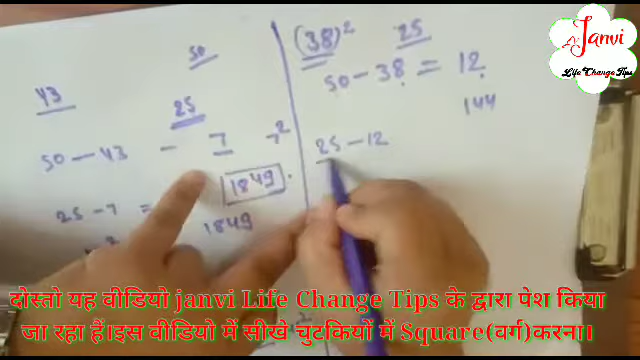 50
43
25
50 - 43 - 7 7²
1849
25 - 7 =
1849
(38)²
25
50 - 38 = 12
144
25 - 12
Janvi
Life Change Tips
दोस्तो यह वीडियो janvi Life Change Tips के द्वारा पेश किया
जा रहा हैं।इस वीडियो में सीखे चुटकियों में Square(वर्ग)करना।